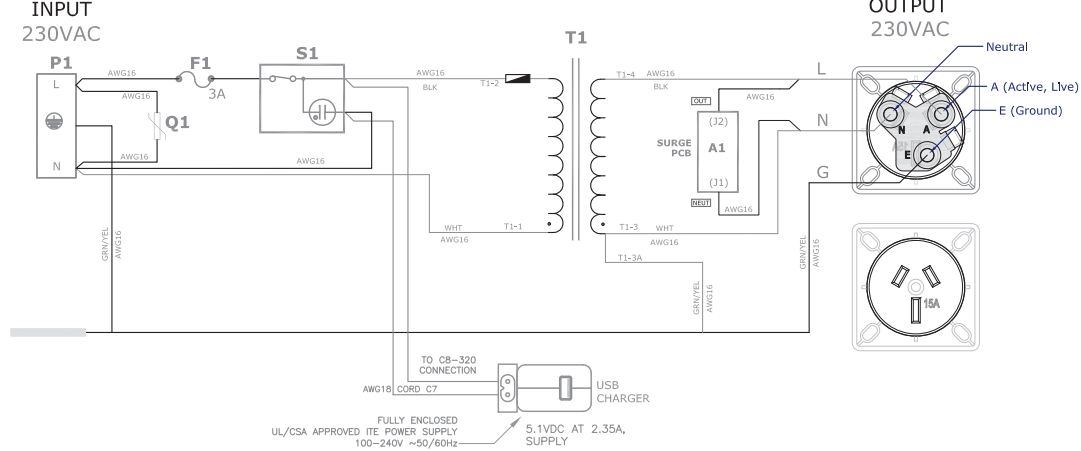 INPUT
230VAC
OUTPUT
230VAC
P1
L
N
AWG16
F1
3A
AWG16
Q1
AWG16
S1
AWG16
AWG16
BLK
T1-2
T1
T1-4
AWG16
BLK
L
OUT
AWG16
(J2)
SURGE
PCB
A1
(J1)
NEUT
AWG16
N
G
Neutral
A (Active, Live)
E (Ground)
N
A
E
15A
WHT
AWG16
T1-1
T1-3
WHT
AWG16
T1-3A
GRN/YEL
AWG16
GRN/YEL
AWG16
GRN/YEL
AWG16
15A
TO CB-320
CONNECTION
AWG18 CORD C7
USB
CHARGER
FULLY ENCLOSED
UL/CSA APPROVED ITE POWER SUPPLY
100-240V ~50/60Hz
5.1VDC AT 2.35A,
SUPPLY